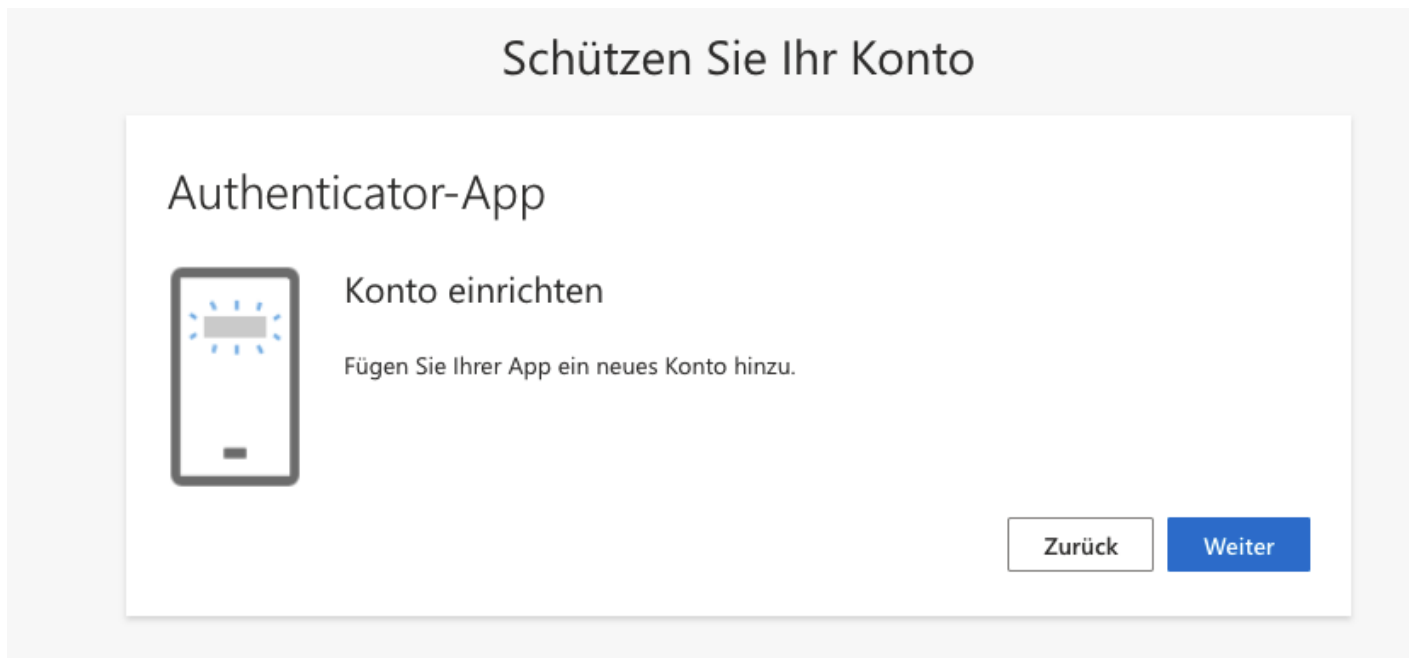 Schützen Sie Ihr Konto
Authenticator-App
Konto einrichten
Fügen Sie Ihrer App ein neues Konto hinzu.
Zurück
Weiter